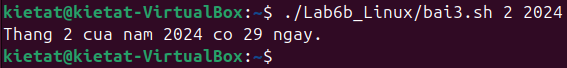 kietat@kietat-VirtualBox:~$ ./Lab6b_Linux/bai3.sh 2 2024
Thang 2 cua nam 2024 co 29 ngay.
kietat@kietat-VirtualBox:~$